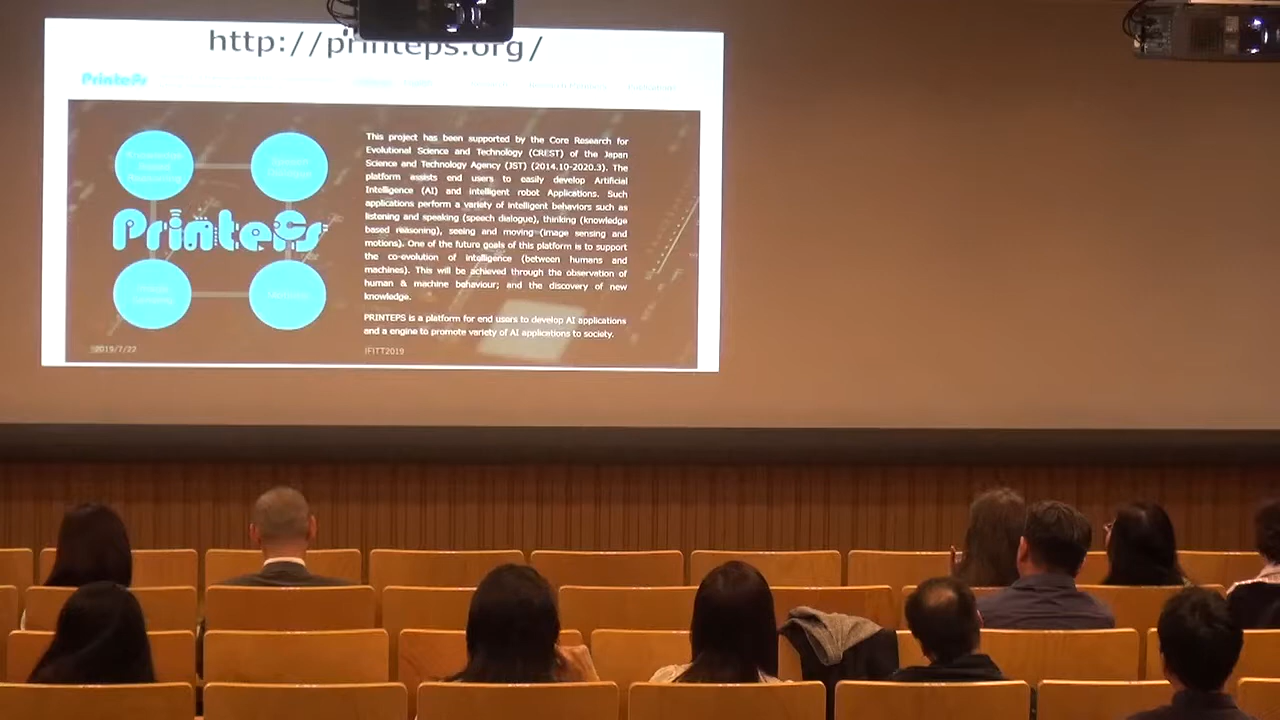 http://printeps.org/
PrintePs
This project has been supported by the Core Research for
Evolutional Science and Technology (CREST) of the Japan
Science and Technology Agency (JST) (2014.10-2020.3). The
platform assists end users to easily develop Artificial
Intelligence (AI) and intelligent robot Applications. Such
applications perform a variety of intelligent behaviors such as
listening and speaking (speech dialogue), thinking (knowledge
based reasoning), seeing and moving (image sensing and
motions). One of the future goals of this platform is to support
the co-evolution of intelligence (between humans and
machines). This will be achieved through the observation of
human & machine behaviour; and the discovery of new
knowledge.
PRINTEPS is a platform for end users to develop AI applications
and a engine to promote variety of AI applications to society.
PrintePs
2019/7/22
IFITT2019